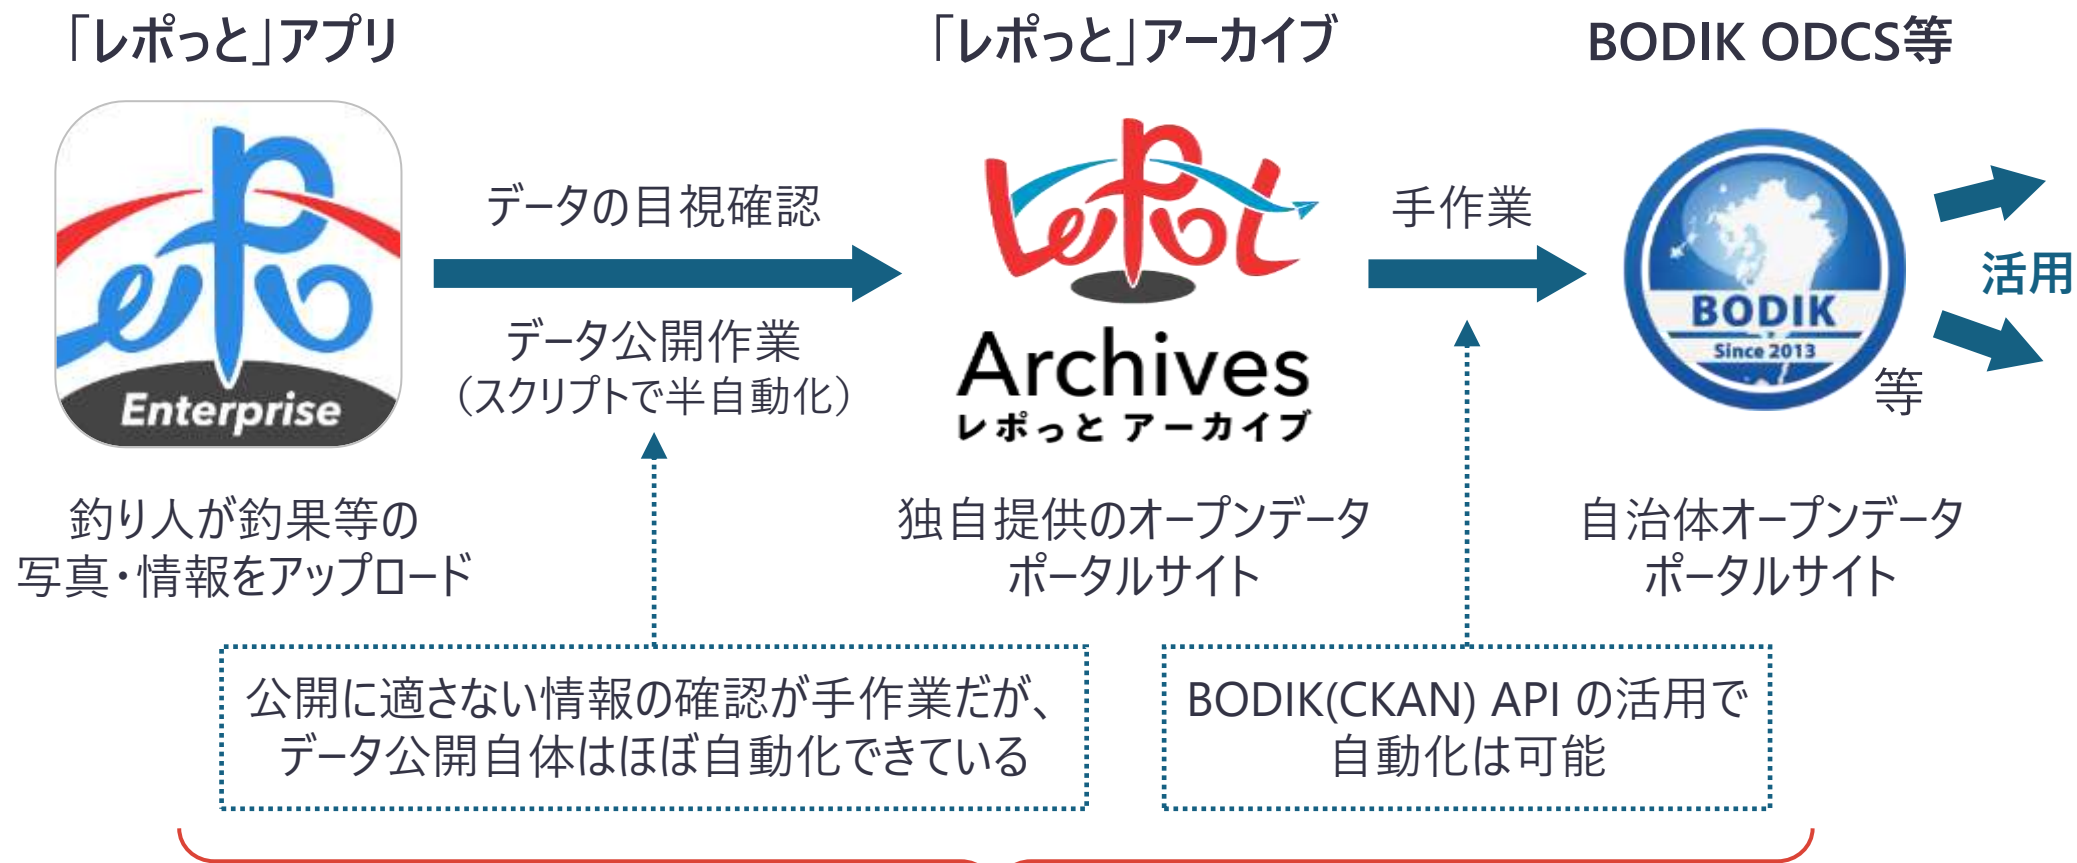 「レポっと」アプリ
「レポっと」アーカイブ
BODIK ODCS等
LePo
Enterprise
データの目視確認
データ公開作業
（スクリプトで半自動化）
LePot
Archives
レポっと アーカイブ
手作業
BODIK
Since 2013
等
活用
釣り人が釣果等の
写真・情報をアップロード
独自提供のオープンデータ
ポータルサイト
自治体オープンデータ
ポータルサイト
公開に適さない情報の確認が手作業だが、
データ公開自体はほぼ自動化できている
BODIK(CKAN) API の活用で
自動化は可能